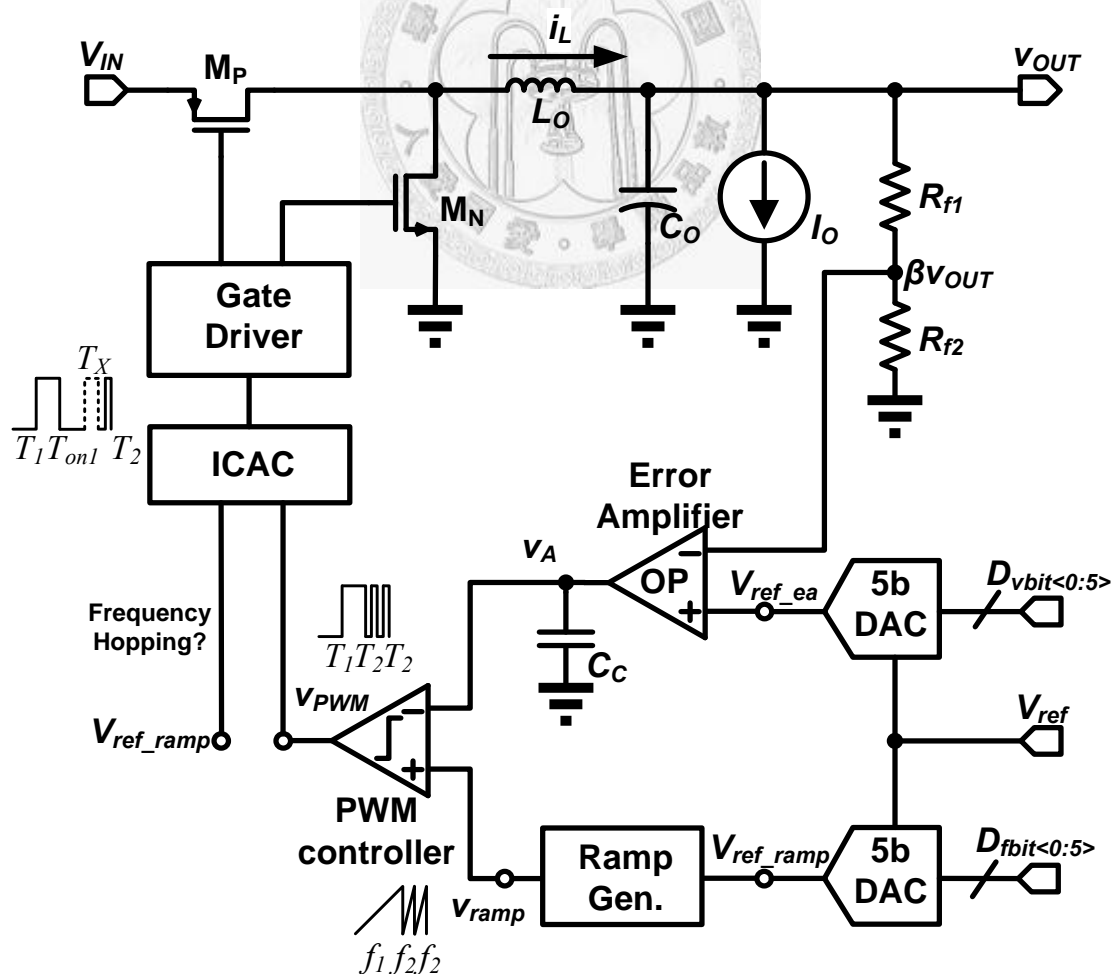 V_IN
M_P
i_L
L_O
v_OUT
M_N
C_O
I_O
R_f1
βv_OUT
R_f2
Gate
Driver
T_X
T_1 T_on1 T_2
ICAC
Error
Amplifier
v_A
OP
V_ref_ea
5b
DAC
D_vbit<0:5>
Frequency
Hopping?
T_1 T_2 T_2
C_C
v_PWM
V_ref_ramp
V_ref
PWM
controller
v_ramp
Ramp
Gen.
V_ref_ramp
5b
DAC
D_fbit<0:5>
f_1 f_2 f_2